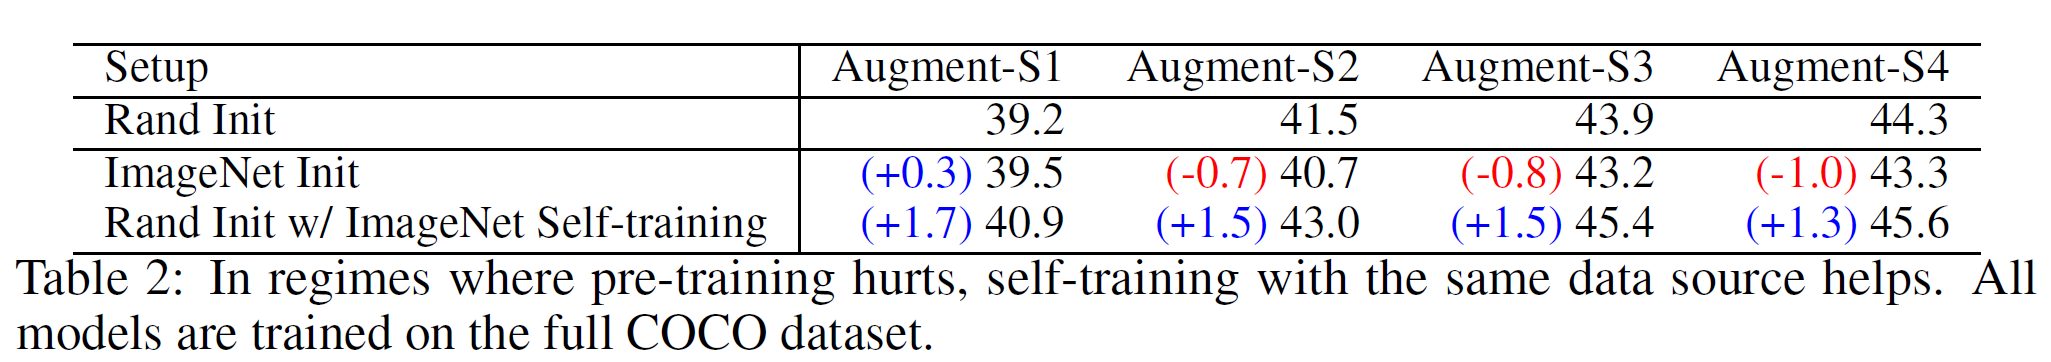 Setup Augment-S1 Augment-S2 Augment-S3 Augment-S4
Rand Init 39.2 41.5 43.9 44.3
ImageNet Init (+0.3) 39.5 (-0.7) 40.7 (-0.8) 43.2 (-1.0) 43.3
Rand Init w/ ImageNet Self-training (+1.7) 40.9 (+1.5) 43.0 (+1.5) 45.4 (+1.3) 45.6
Table 2: In regimes where pre-training hurts, self-training with the same data source helps. All
models are trained on the full COCO dataset.